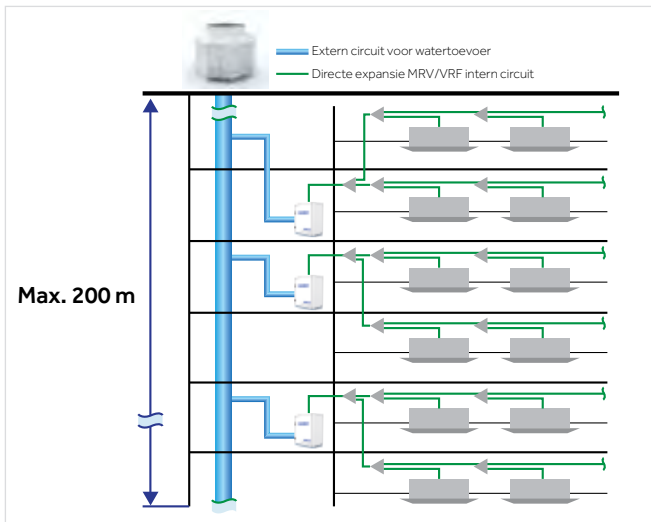 Extern circuit voor watertoevoer
Directe expansie MRV/VRF intern circuit
Max. 200 m